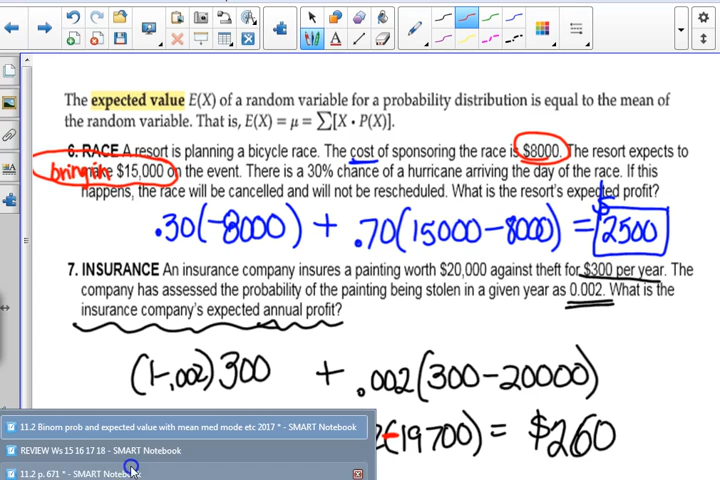 The expected value E(X) of a random variable for a probability distribution is equal to the mean of
the random variable. That is, E(X) = μ = ∑[X • P(X)].
6. RACE A resort is planning a bicycle race. The cost of sponsoring the race is $8000. The resort expects to
bring in $15,000 on the event. There is a 30% chance of a hurricane arriving the day of the race. If this
happens, the race will be cancelled and will not be rescheduled. What is the resort's expected profit?
.30(-8000) + .70(15000-8000) = $2500
7. INSURANCE An insurance company insures a painting worth $20,000 against theft for $300 per year. The
company has assessed the probability of the painting being stolen in a given year as 0.002. What is the
insurance company's expected annual profit?
(1-.002)300 + .002(300-20000)
2(-19700) = $260
11.2 Binom prob and expected value with mean med mode etc 2017 * - SMART Notebook
REVIEW Ws 15 16 17 18 - SMART Notebook
11.2 p. 671 * - SMART Notebook